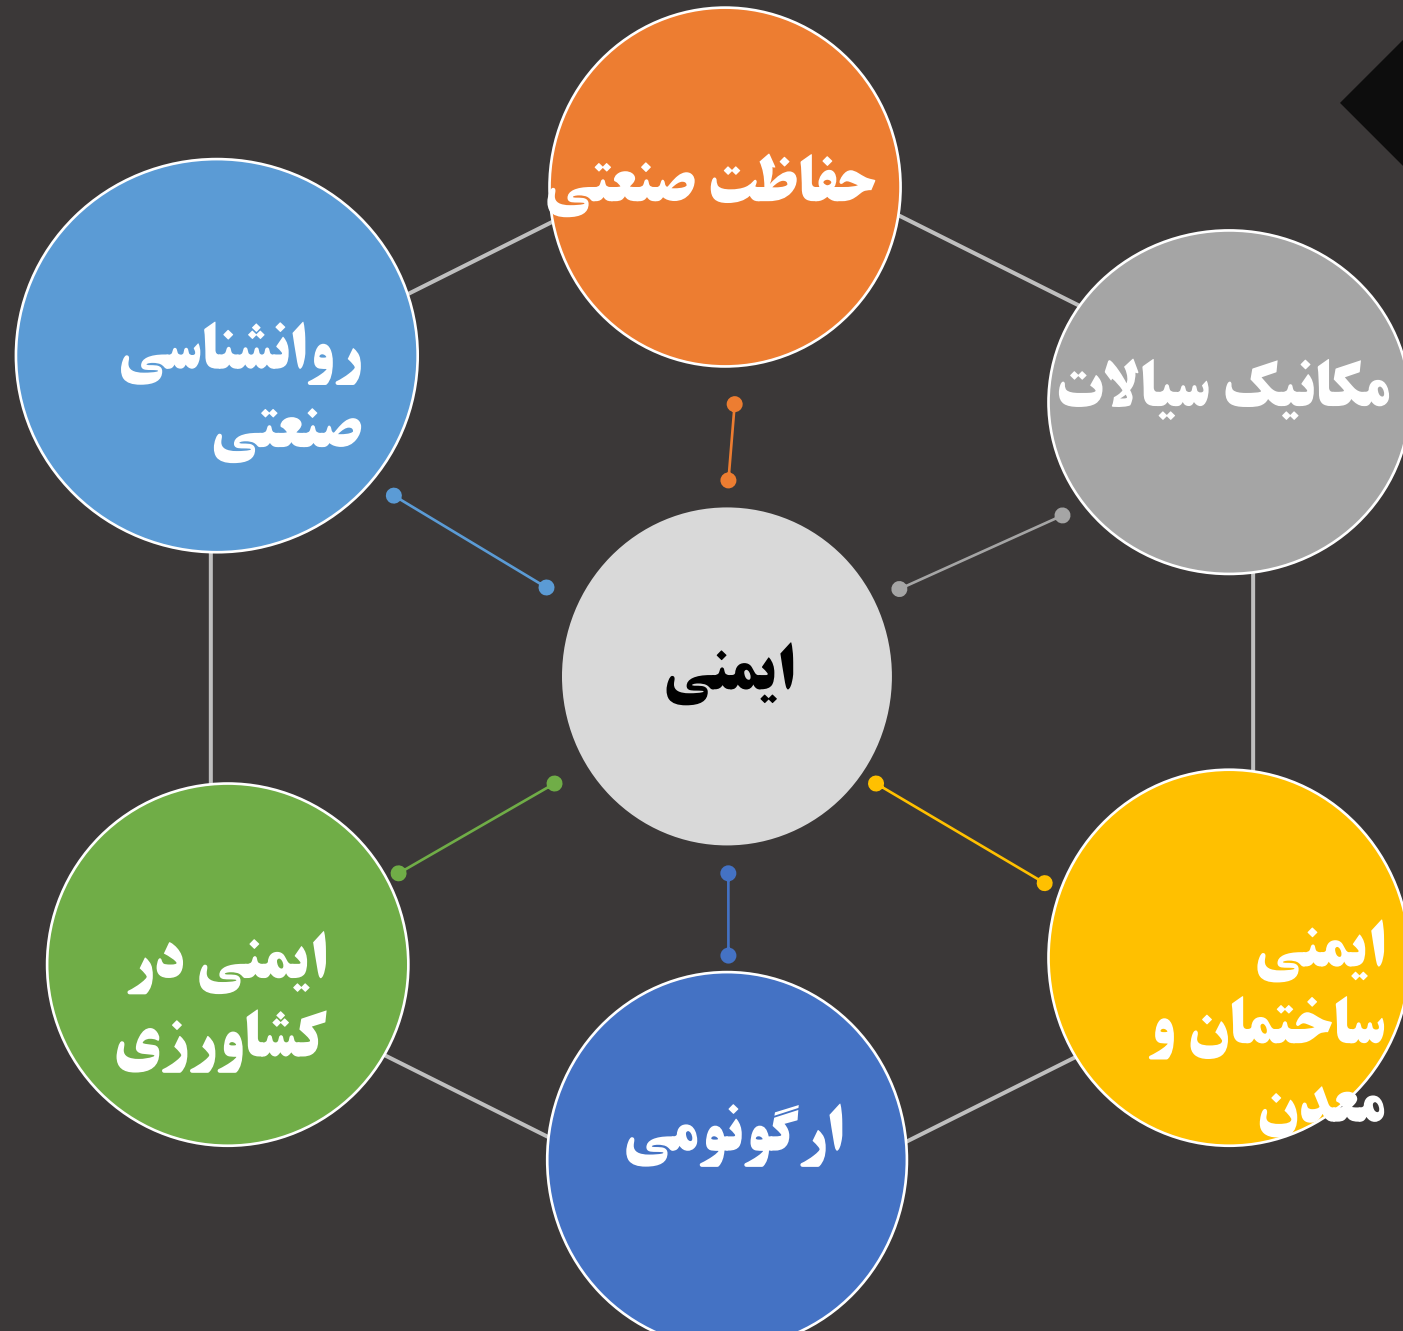 حفاظت صنعتی
مکانیک سیالات
روانشناسی
صنعتی
ایمنی
ایمنی
ساختمان و
معدن
ایمنی در
کشاورزی
ارگونومی